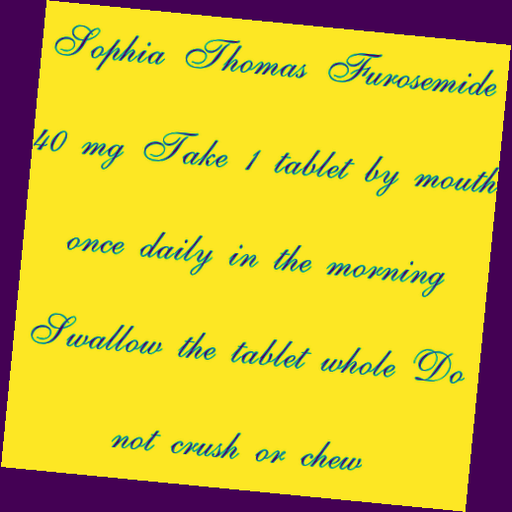 Sophia Thomas Furosemide
40 mg Take 1 tablet by mouth
once daily in the morning
Swallow the tablet whole Do
not crush or chew